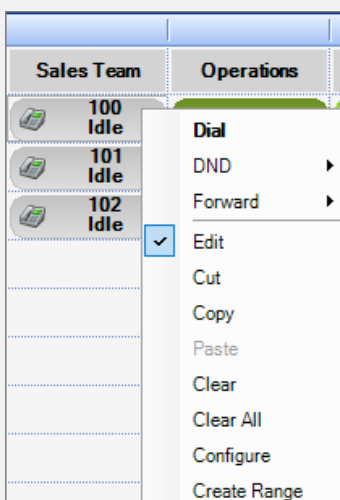 Sales Team
Operations
100
Idle
101
Idle
102
Idle
Dial
DND
Forward
Edit
Cut
Copy
Paste
Clear
Clear All
Configure
Create Range